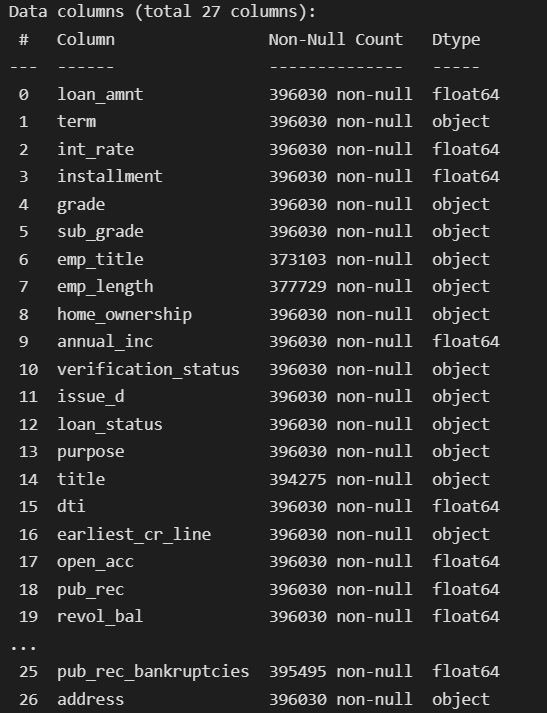 Data columns (total 27 columns):
 #   Column                Non-Null Count   Dtype
---  ------                --------------   -----
 0   loan_amnt             396030 non-null  float64
 1   term                  396030 non-null  object
 2   int_rate              396030 non-null  float64
 3   installment           396030 non-null  float64
 4   grade                 396030 non-null  object
 5   sub_grade             396030 non-null  object
 6   emp_title             373103 non-null  object
 7   emp_length            377729 non-null  object
 8   home_ownership        396030 non-null  object
 9   annual_inc            396030 non-null  float64
 10  verification_status   396030 non-null  object
 11  issue_d               396030 non-null  object
 12  loan_status           396030 non-null  object
 13  purpose               396030 non-null  object
 14  title                 394275 non-null  object
 15  dti                   396030 non-null  float64
 16  earliest_cr_line      396030 non-null  object
 17  open_acc              396030 non-null  float64
 18  pub_rec               396030 non-null  float64
 19  revol_bal             396030 non-null  float64
...
 25  pub_rec_bankruptcies  395495 non-null  float64
 26  address               396030 non-null  object